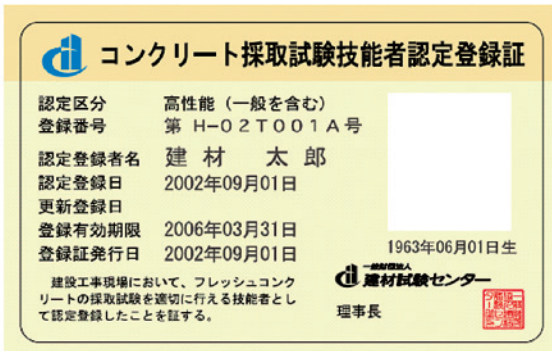 コンクリート採取試験技能者認定登録証
認定区分 高性能（一般を含む）
登録番号 第 H-02T001A号
認定登録者名 建材 太郎
認定登録日 2002年09月01日
更新登録日
登録有効期限 2006年03月31日
登録証発行日 2002年09月01日
1963年06月01日生
建設工事現場において、フレッシュコンク
リートの採取試験を適切に行える技能者とし
て認定登録したことを証する。
一般財団法人
建材試験センター
理事長